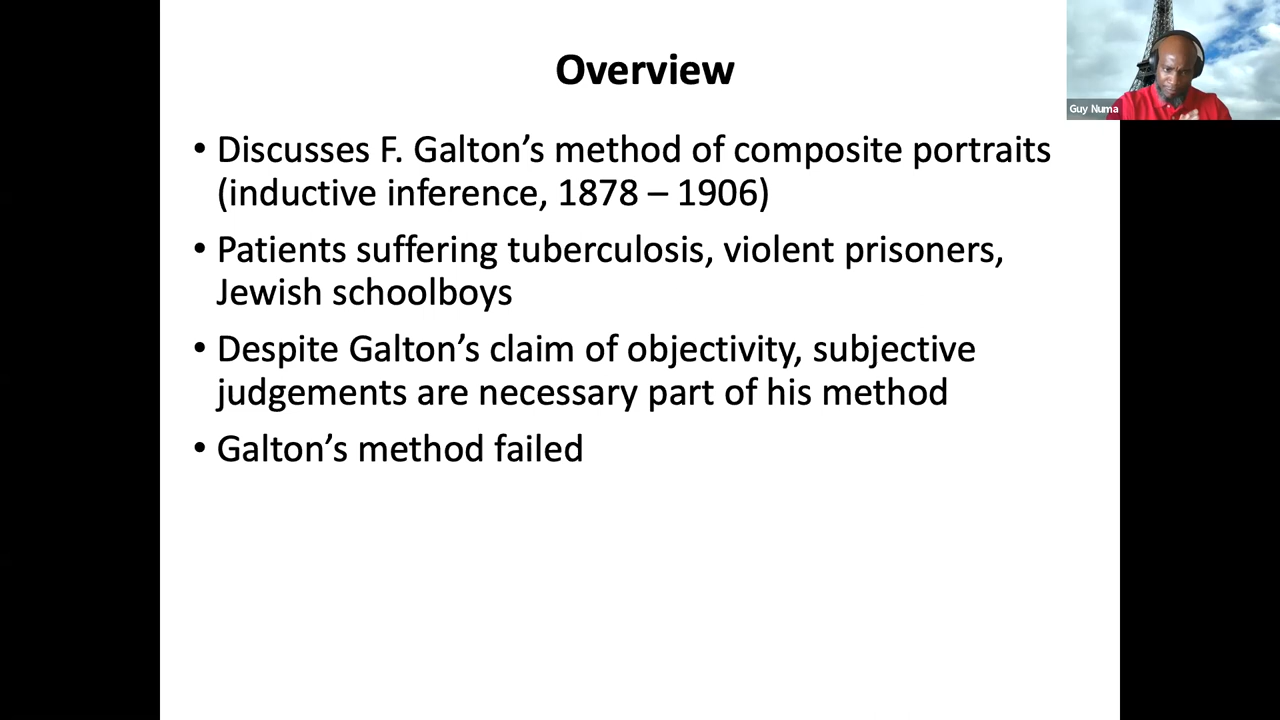 Overview
Guy Numa
• Discusses F. Galton's method of composite portraits
(inductive inference, 1878 – 1906)
• Patients suffering tuberculosis, violent prisoners,
Jewish schoolboys
• Despite Galton's claim of objectivity, subjective
judgements are necessary part of his method
• Galton's method failed